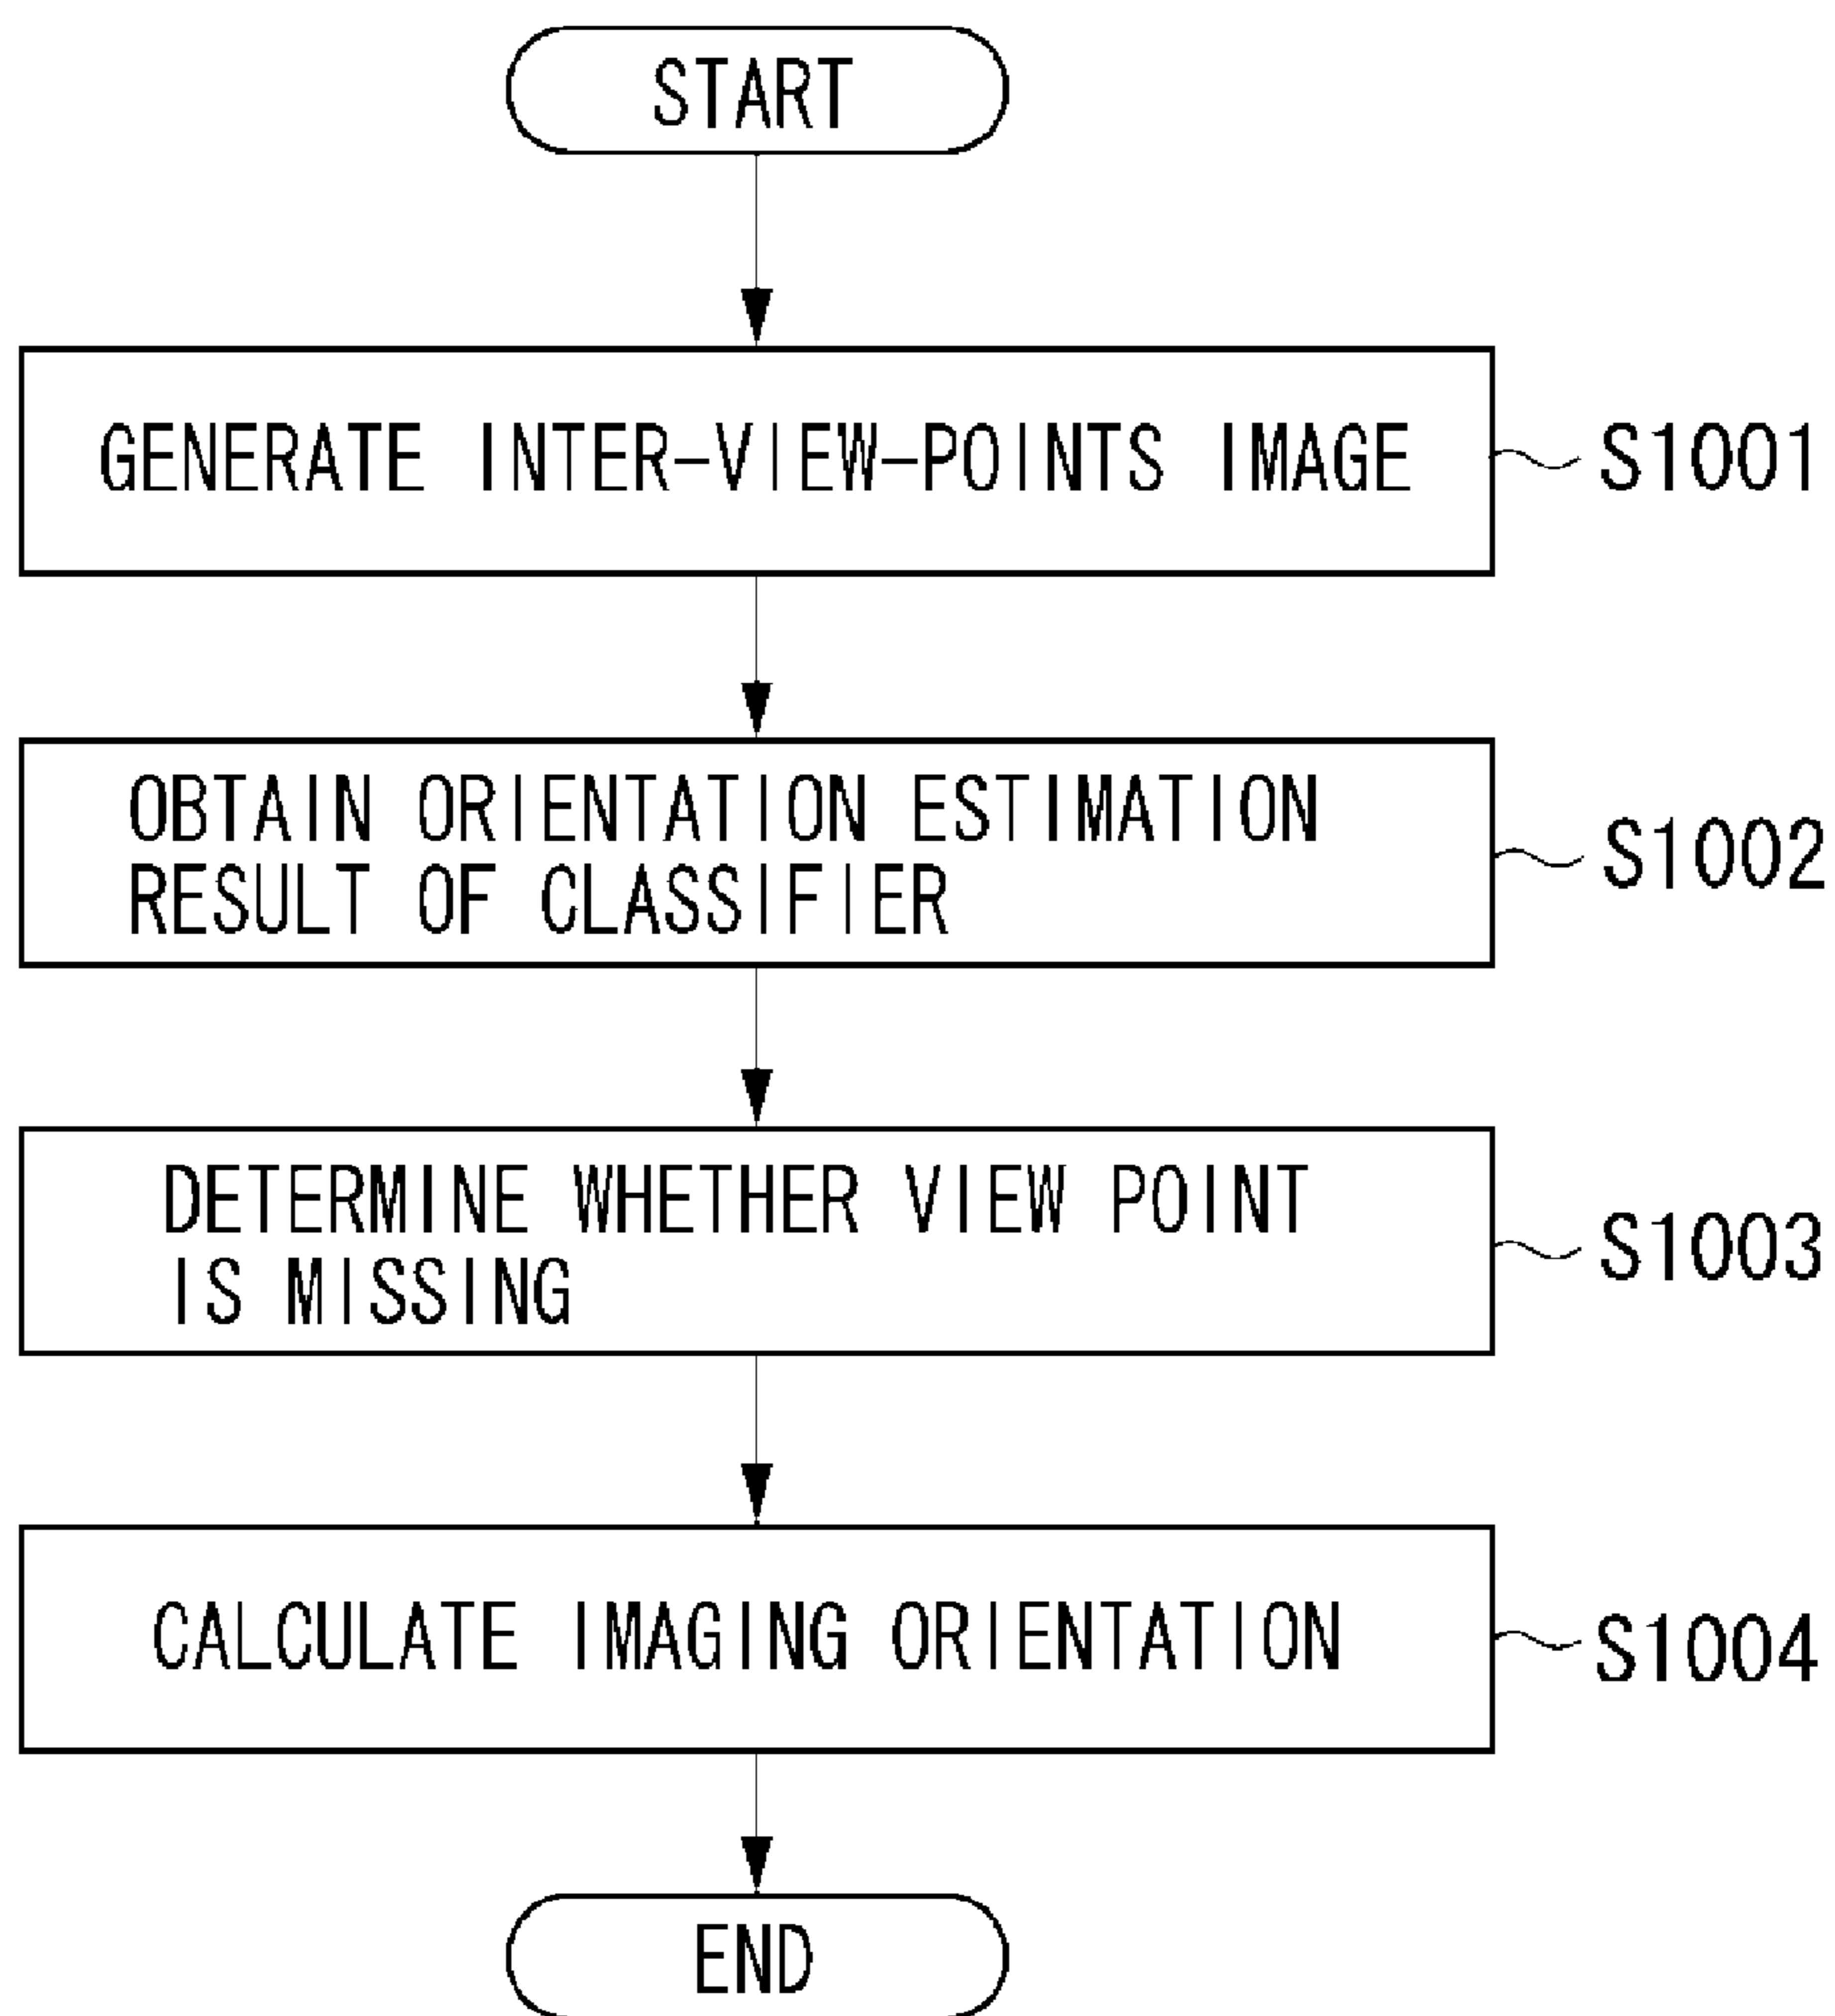 START
GENERATE INTER-VIEW-POINTS IMAGE
S1001
OBTAIN ORIENTATION ESTIMATION
RESULT OF CLASSIFIER
S1002
DETERMINE WHETHER VIEW POINT
IS MISSING
S1003
CALCULATE IMAGING ORIENTATION
S1004
END